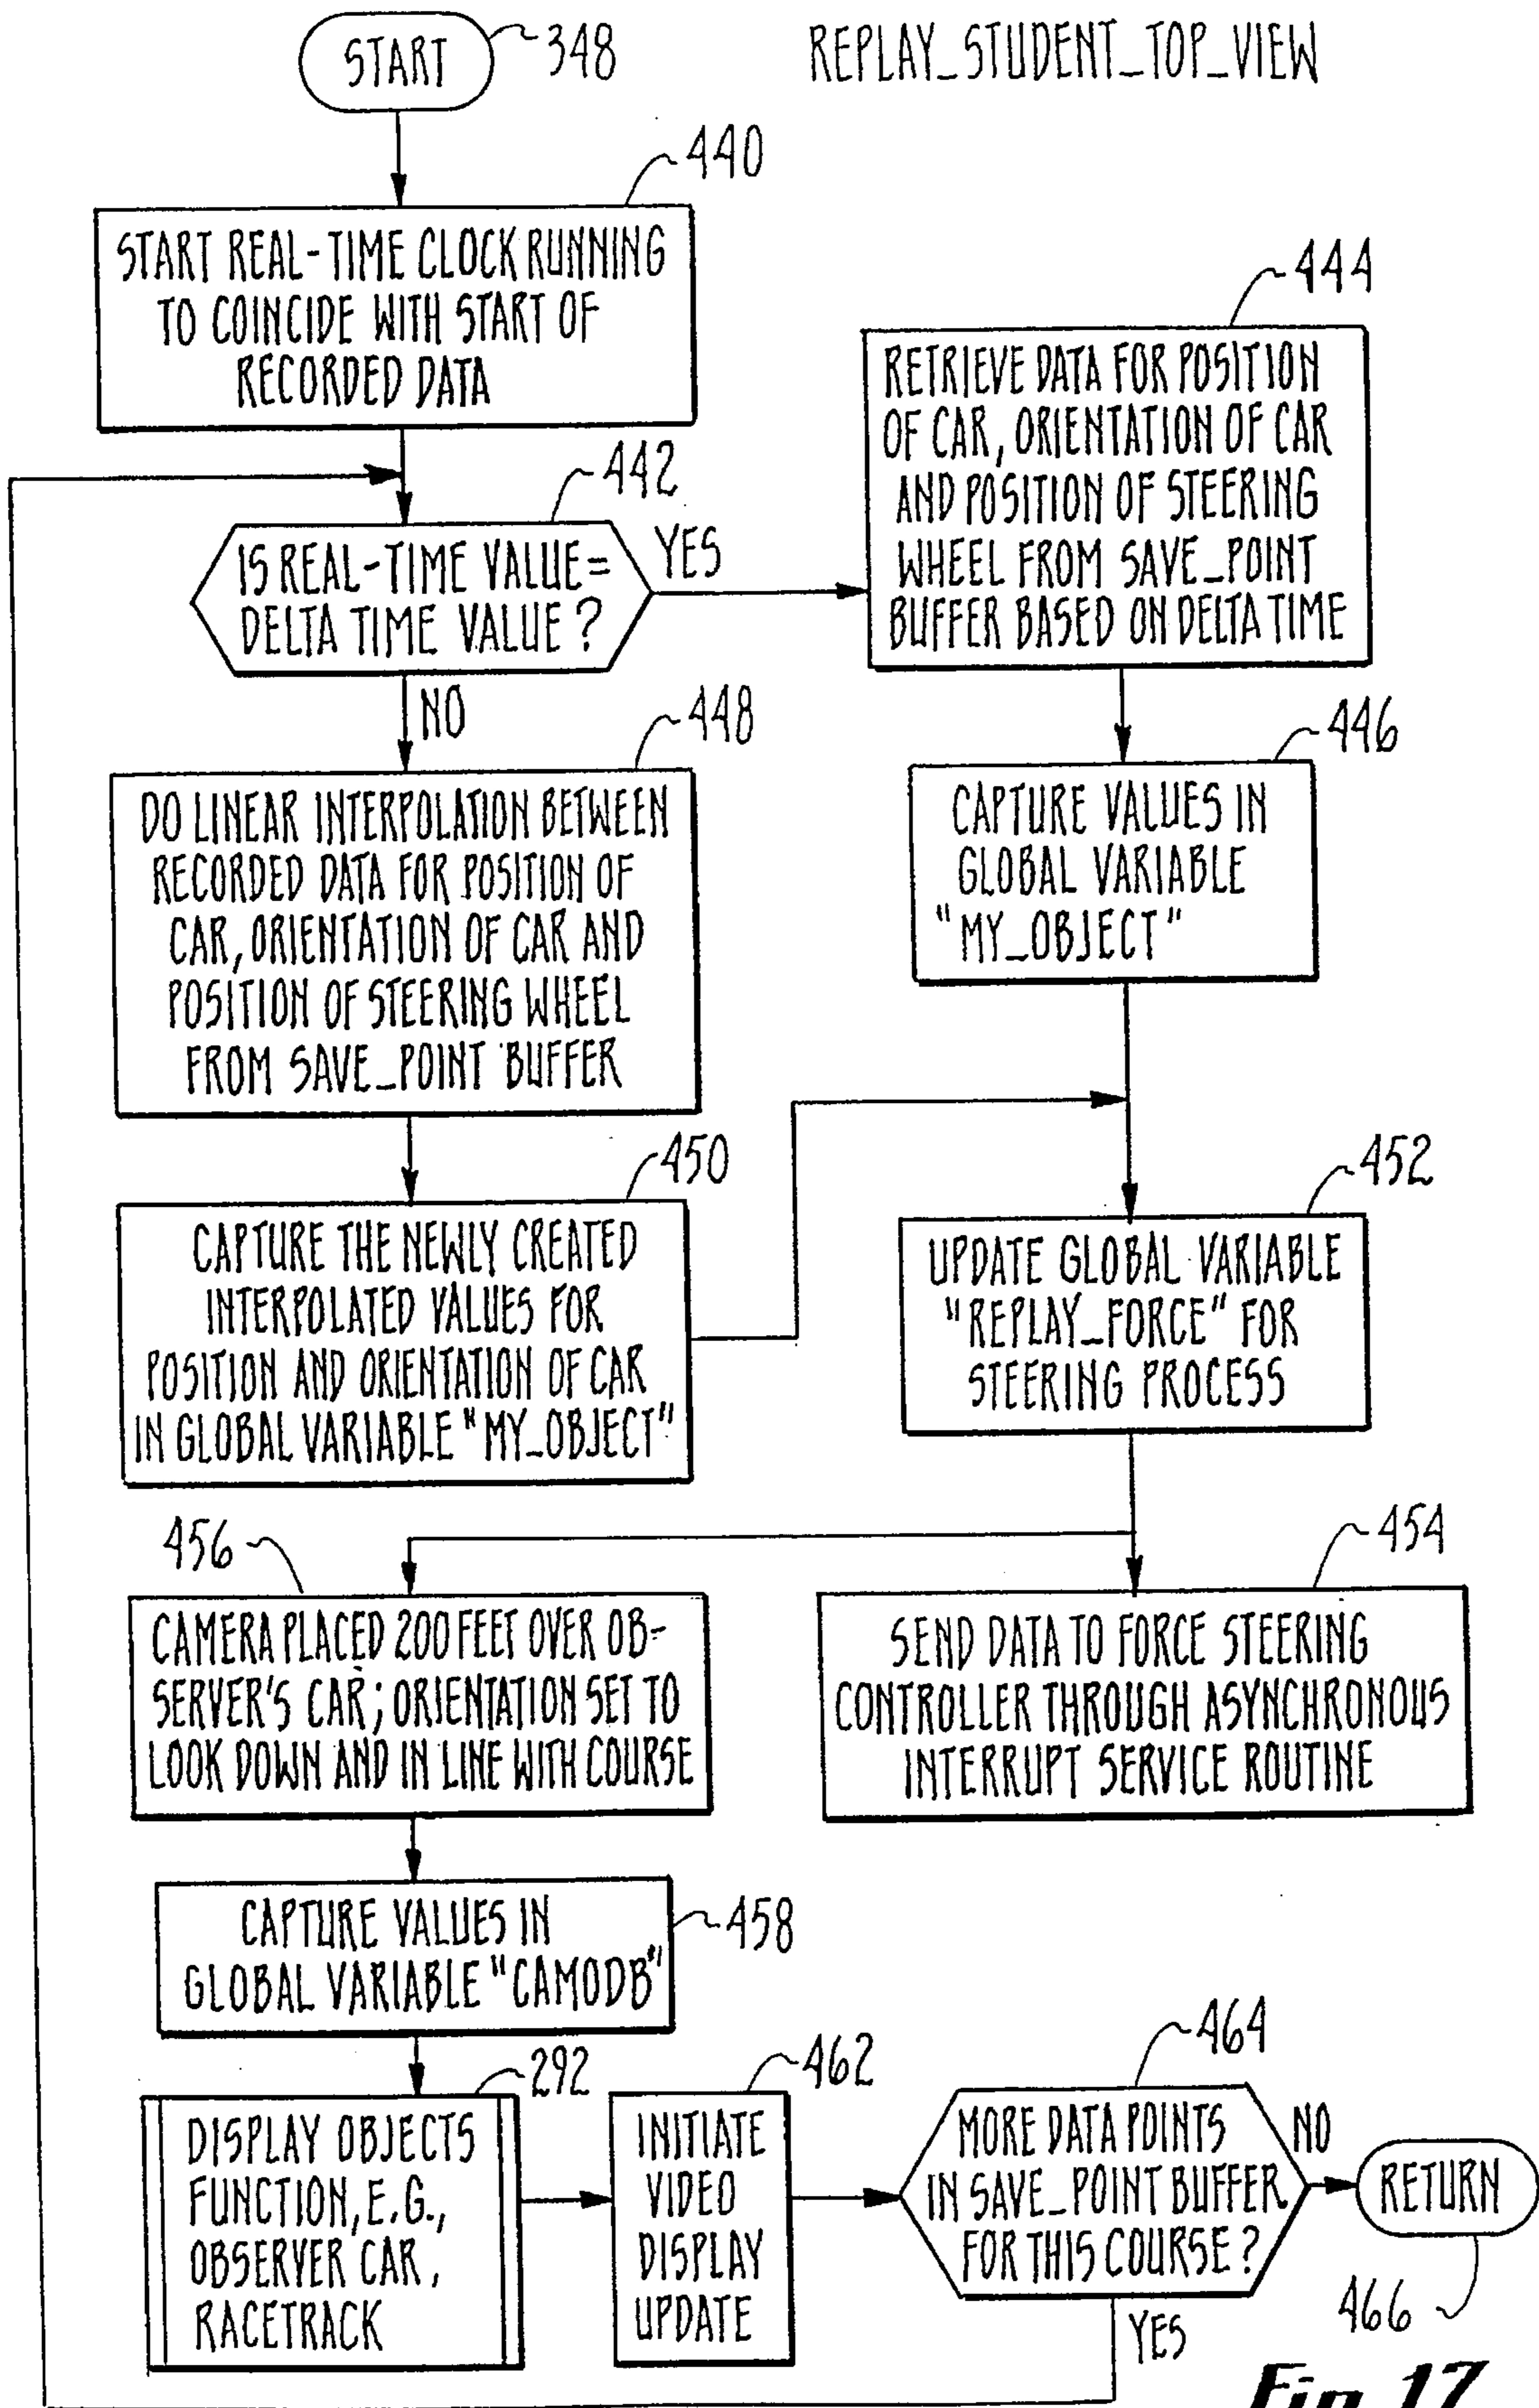 START
348
REPLAY_STUDENT_TOP_VIEW
440
START REAL-TIME CLOCK RUNNING
TO COINCIDE WITH START OF
RECORDED DATA
442
IS REAL-TIME VALUE=
DELTA TIME VALUE?
YES
NO
444
RETRIEVE DATA FOR POSITION
OF CAR, ORIENTATION OF CAR
AND POSITION OF STEERING
WHEEL FROM SAVE_POINT
BUFFER BASED ON DELTA TIME
446
CAPTURE VALUES IN
GLOBAL VARIABLE
"MY_OBJECT"
448
DO LINEAR INTERPOLATION BETWEEN
RECORDED DATA FOR POSITION OF
CAR, ORIENTATION OF CAR AND
POSITION OF STEERING WHEEL
FROM SAVE_POINT BUFFER
450
CAPTURE THE NEWLY CREATED
INTERPOLATED VALUES FOR
POSITION AND ORIENTATION OF CAR
IN GLOBAL VARIABLE "MY_OBJECT"
452
UPDATE GLOBAL VARIABLE
"REPLAY_FORCE" FOR
STEERING PROCESS
454
SEND DATA TO FORCE STEERING
CONTROLLER THROUGH ASYNCHRONOUS
INTERRUPT SERVICE ROUTINE
456
CAMERA PLACED 200 FEET OVER OB-
SERVER'S CAR; ORIENTATION SET TO
LOOK DOWN AND IN LINE WITH COURSE
458
CAPTURE VALUES IN
GLOBAL VARIABLE "CAMODB"
292
DISPLAY OBJECTS
FUNCTION, E.G.,
OBSERVER CAR,
RACETRACK
462
INITIATE
VIDEO
DISPLAY
UPDATE
464
MORE DATA POINTS
IN SAVE_POINT BUFFER
FOR THIS COURSE?
NO
YES
RETURN
466
Fig. 17